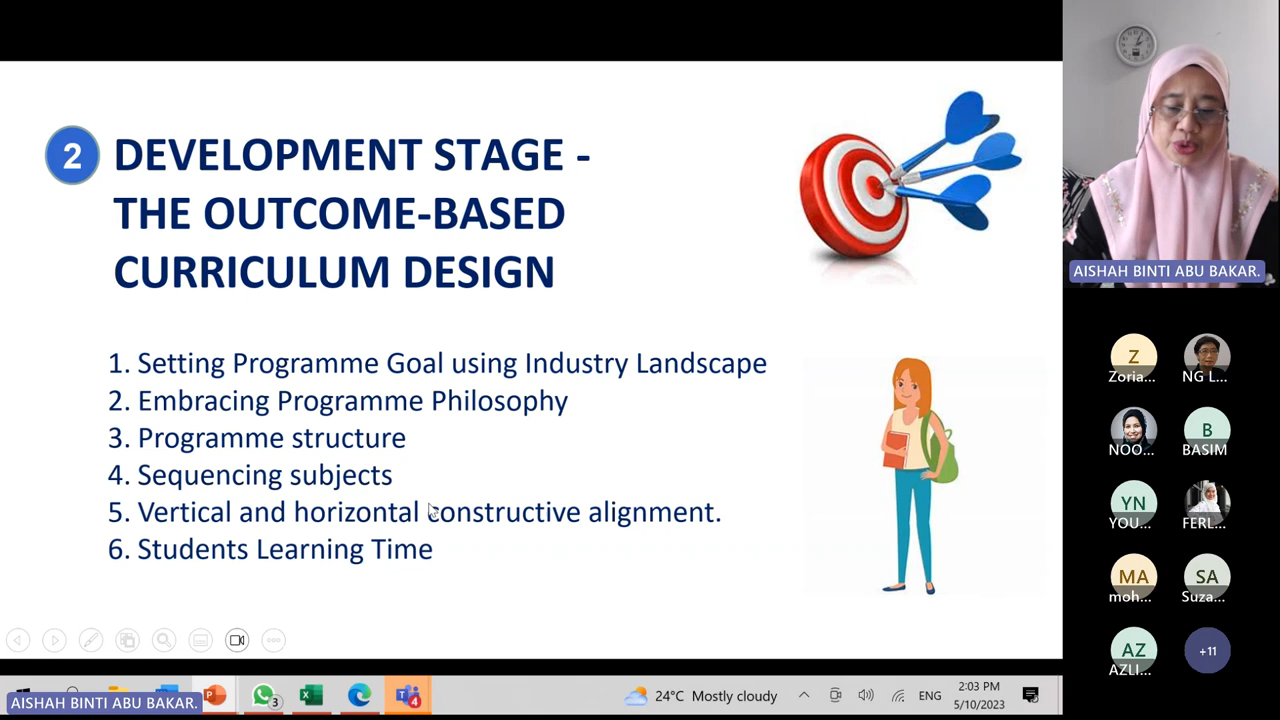 2
DEVELOPMENT STAGE -
THE OUTCOME-BASED
CURRICULUM DESIGN
1. Setting Programme Goal using Industry Landscape
2. Embracing Programme Philosophy
3. Programme structure
4. Sequencing subjects
5. Vertical and horizontal constructive alignment.
6. Students Learning Time
AISHAH BINTI ABU BAKAR.
Z
Zoria...
NG L...
NOO...
B
BASIM
YN
YOU...
FERL...
MA
moh...
SA
Suza...
AZ
AZLI...
+11
AISHAH BINTI ABU BAKAR.
3
4
24°C Mostly cloudy
ENG
2:03 PM
5/10/2023